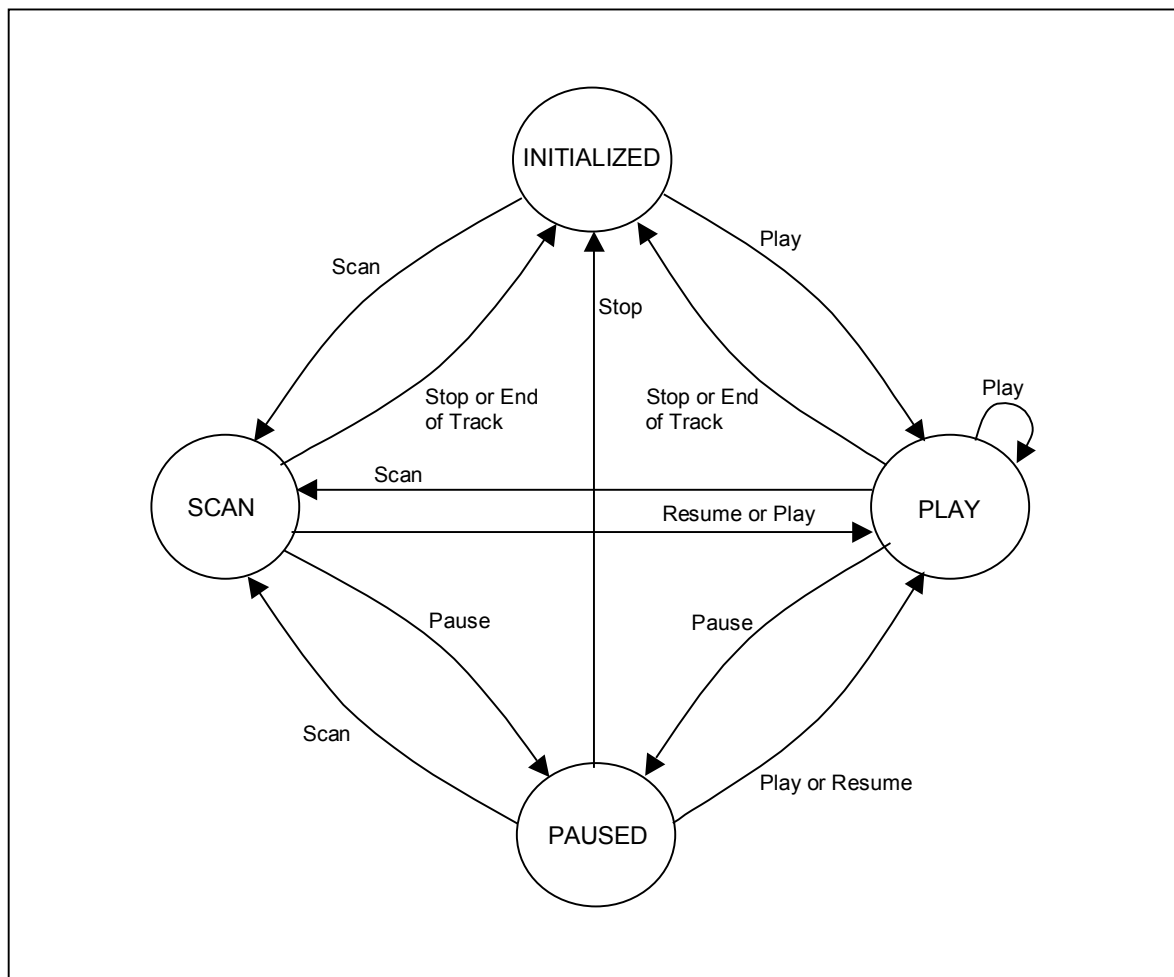 INITIALIZED
Play
Scan
Stop
Play
Stop or End
of Track
Stop or End
of Track
Scan
SCAN
PLAY
Resume or Play
Pause
Pause
Scan
Play or Resume
PAUSED